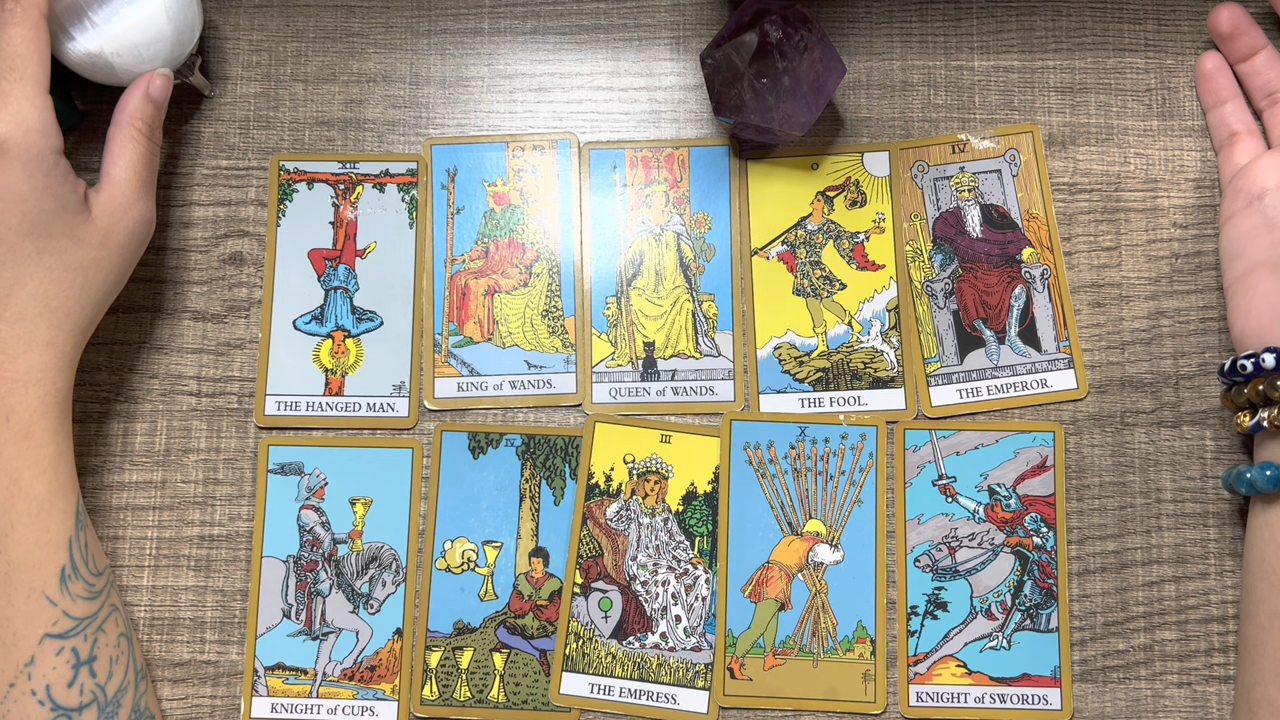 XII
THE HANGED MAN.
KING of WANDS.
QUEEN of WANDS.
0
THE FOOL.
IV
THE EMPEROR.
KNIGHT of CUPS.
IV
III
THE EMPRESS.
X
KNIGHT of SWORDS.